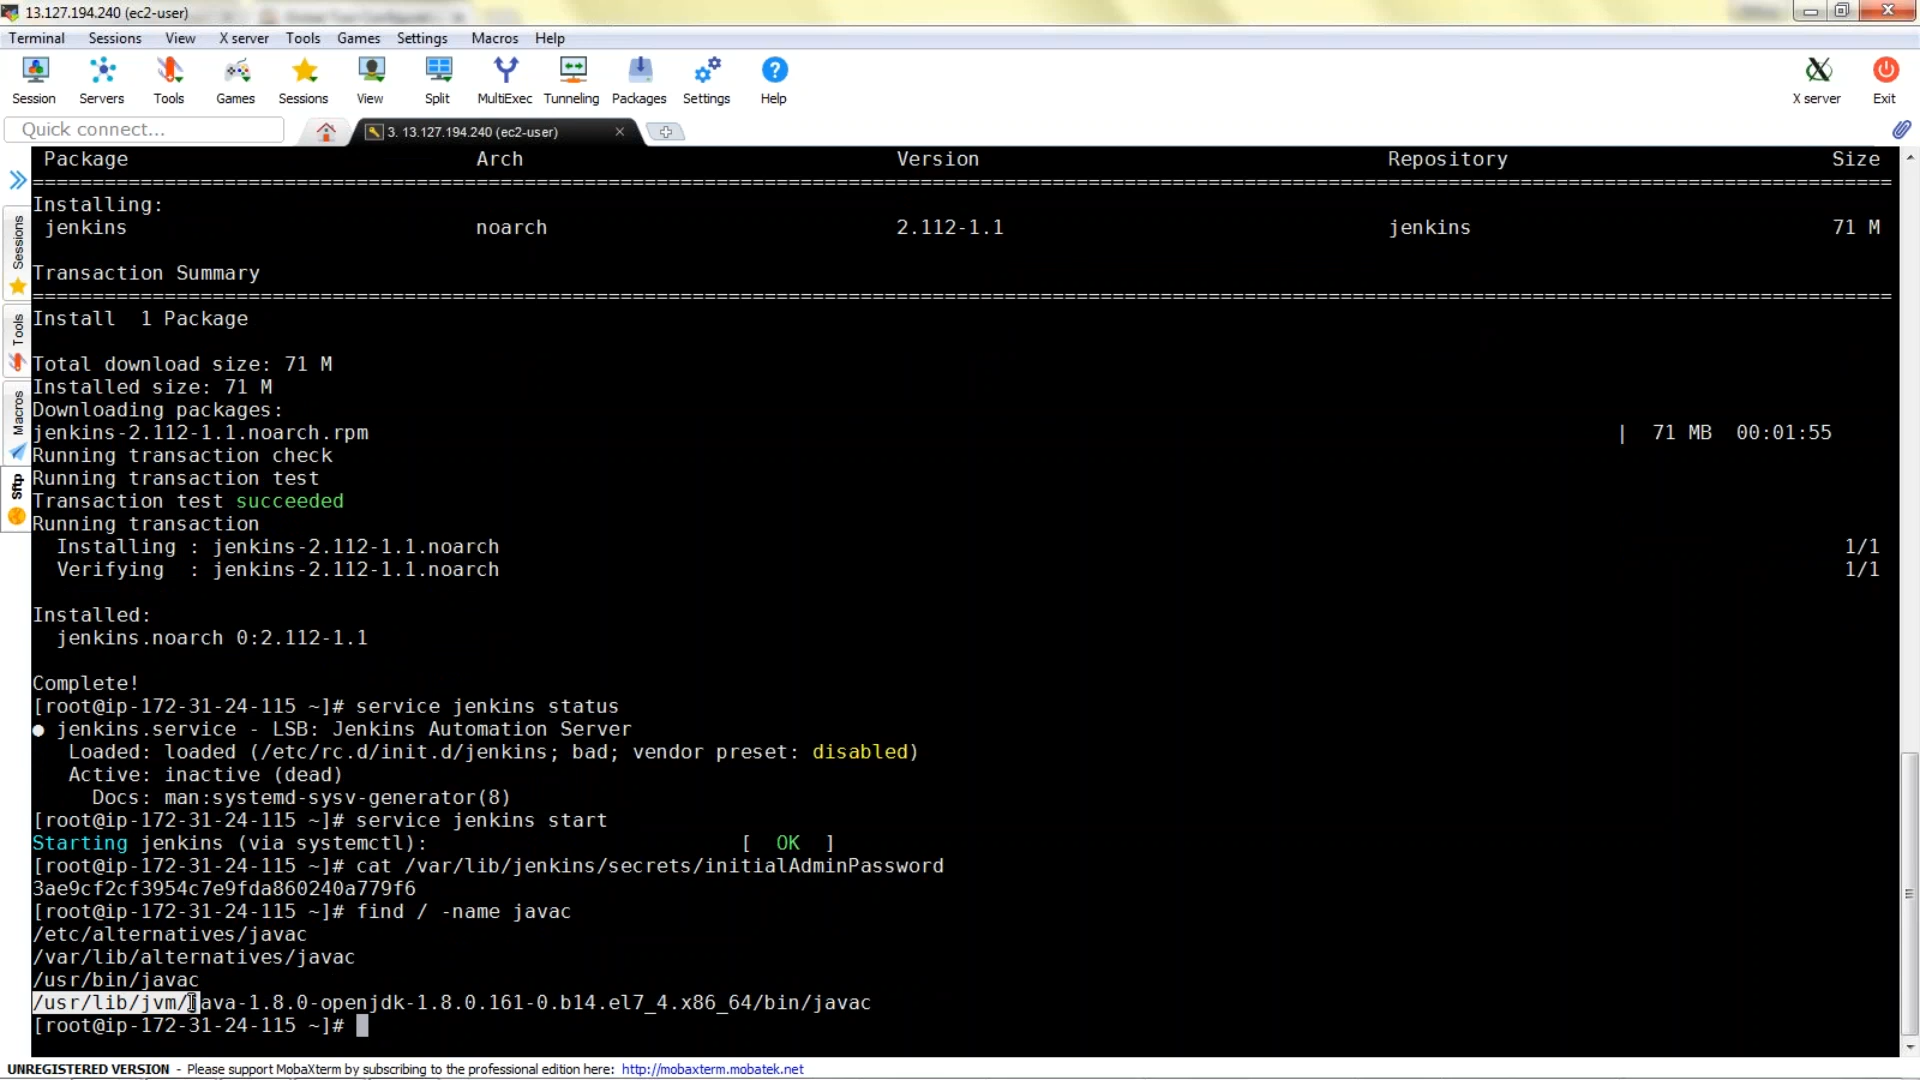 13.127.194.240 (ec2-user)
Terminal Sessions View X server Tools Games Settings Macros Help
Session Servers Tools Games Sessions View Split MultiExec Tunneling Packages Settings Help X server Exit
Quick connect... 3. 13.127.194.240 (ec2-user)
Sessions
Tools
Macros
Sftp
Package Arch Version Repository Size
================================================================================
Installing:
jenkins noarch 2.112-1.1 jenkins 71 M
Transaction Summary
================================================================================
Install 1 Package
Total download size: 71 M
Installed size: 71 M
Downloading packages:
jenkins-2.112-1.1.noarch.rpm | 71 MB 00:01:55
Running transaction check
Running transaction test
Transaction test succeeded
Running transaction
Installing : jenkins-2.112-1.1.noarch 1/1
Verifying : jenkins-2.112-1.1.noarch 1/1
Installed:
jenkins.noarch 0:2.112-1.1
Complete!
[root@ip-172-31-24-115 ~]# service jenkins status
● jenkins.service - LSB: Jenkins Automation Server
Loaded: loaded (/etc/rc.d/init.d/jenkins; bad; vendor preset: disabled)
Active: inactive (dead)
Docs: man:systemd-sysv-generator(8)
[root@ip-172-31-24-115 ~]# service jenkins start
Starting jenkins (via systemctl): [ OK ]
[root@ip-172-31-24-115 ~]# cat /var/lib/jenkins/secrets/initialAdminPassword
3ae9cf2cf3954c7e9fda860240a779f6
[root@ip-172-31-24-115 ~]# find / -name javac
/etc/alternatives/javac
/var/lib/alternatives/javac
/usr/bin/javac
/usr/lib/jvm/java-1.8.0-openjdk-1.8.0.161-0.b14.el7_4.x86_64/bin/javac
[root@ip-172-31-24-115 ~]#
UNREGISTERED VERSION - Please support MobaXterm by subscribing to the professional edition here: http://mobaxterm.mobatek.net